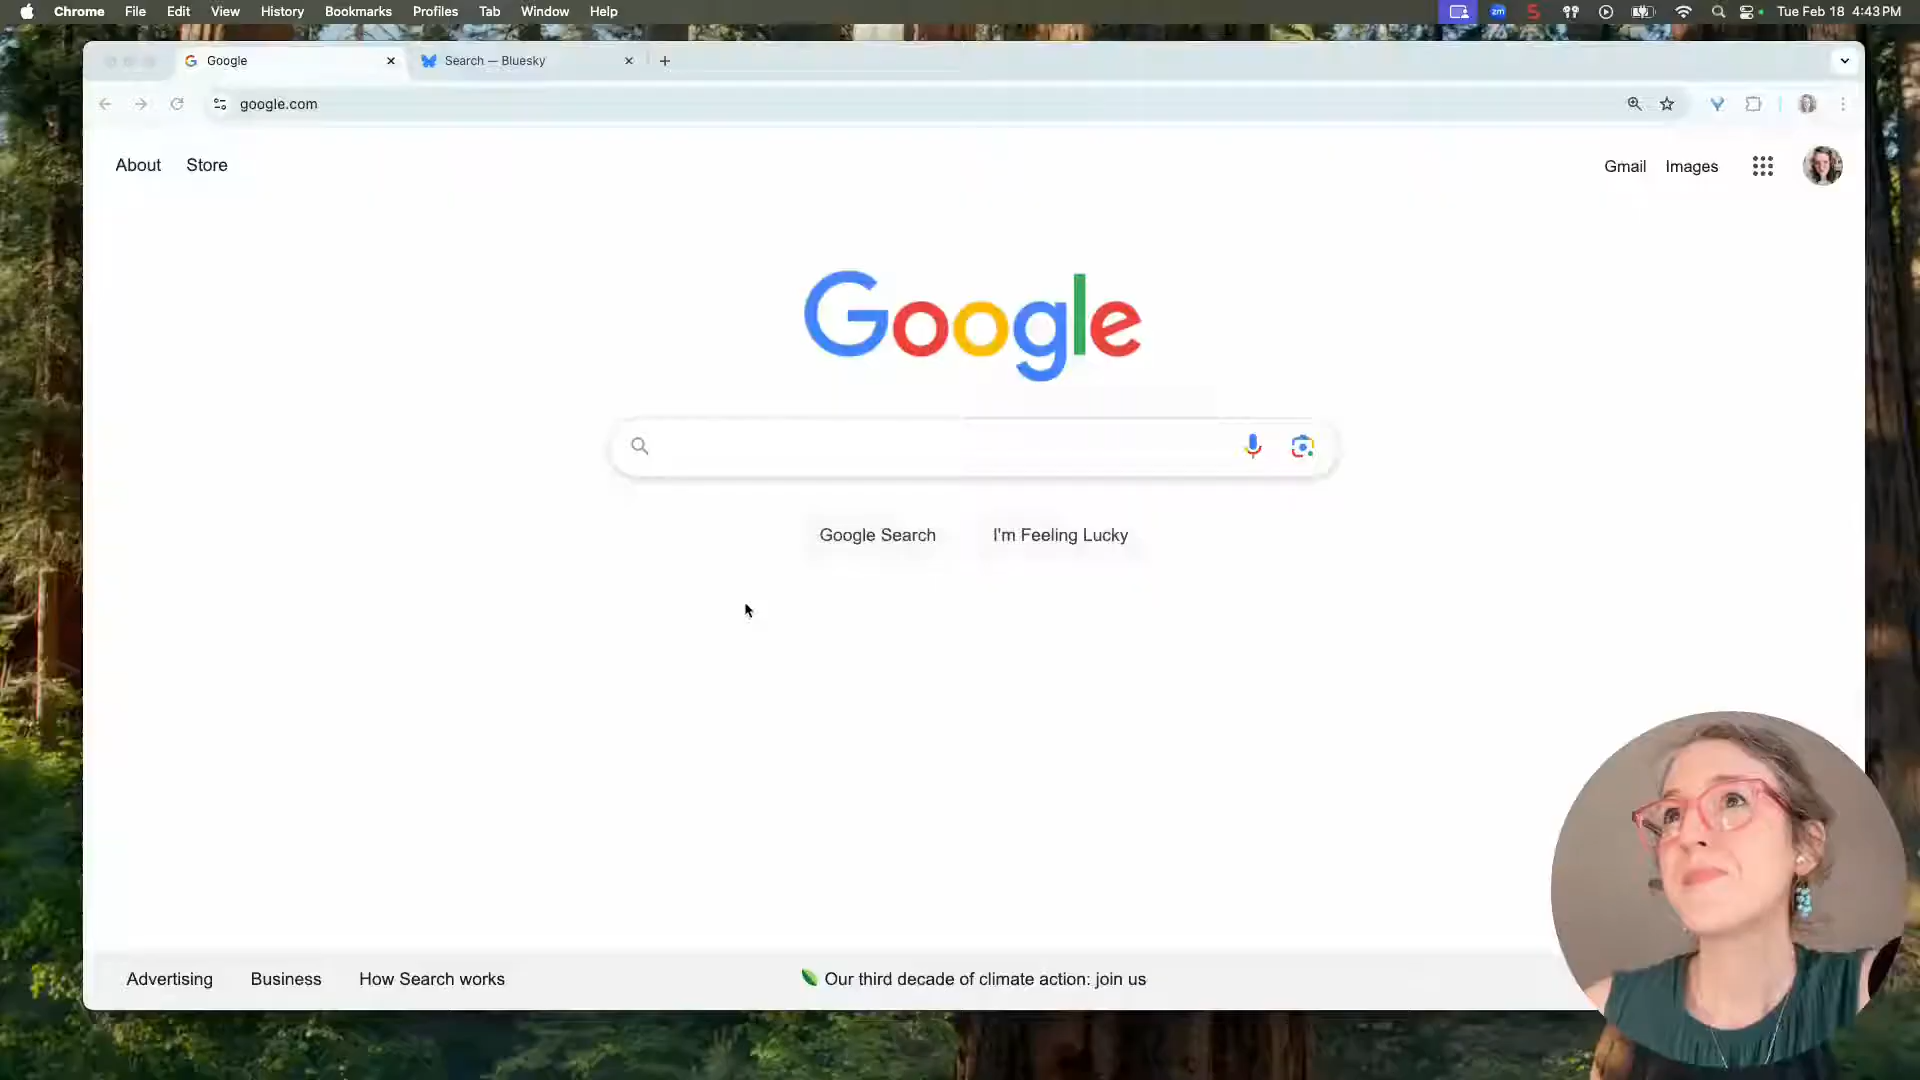 Chrome File Edit View History Bookmarks Profiles Tab Window Help zm S Tue Feb 18 4:43 PM
Google Search — Bluesky
google.com
About Store Gmail Images
Google
Google Search I'm Feeling Lucky
Advertising Business How Search works Our third decade of climate action: join us